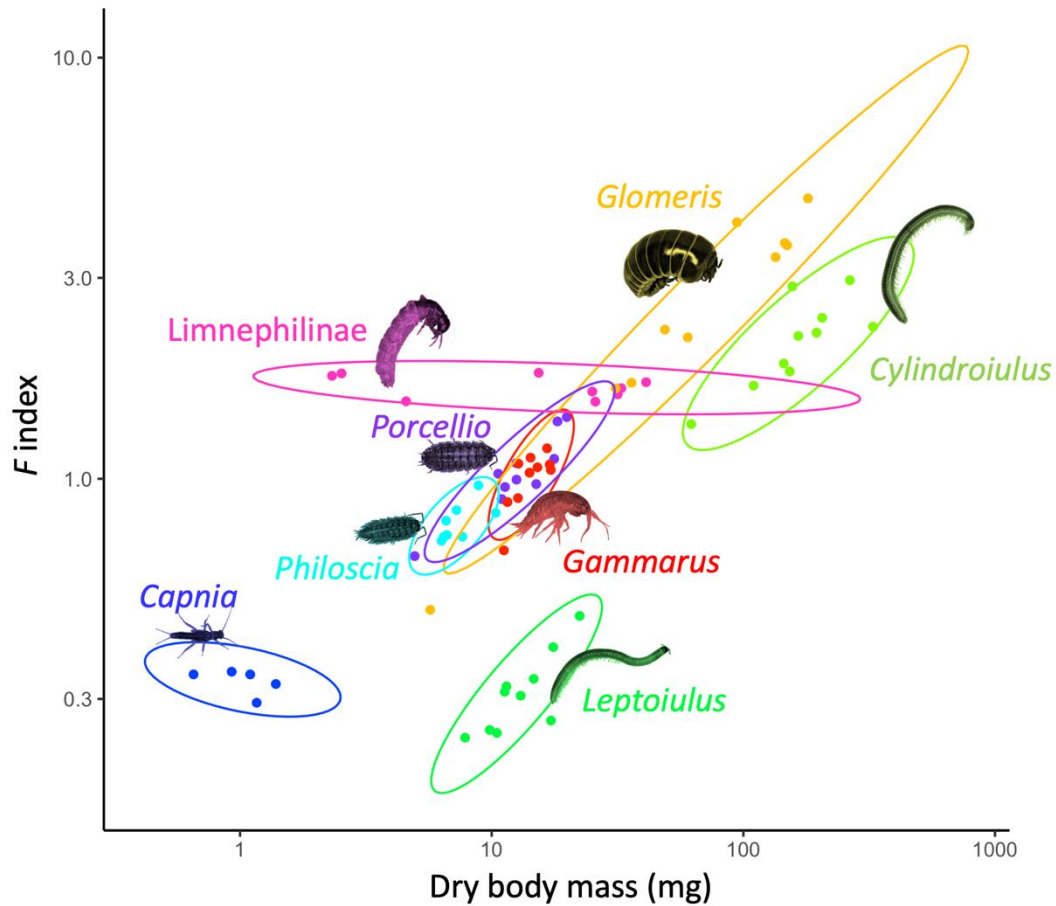 10.0
Glomeris
3.0
Limnephilinae
Cylindroiulus
Porcellio
F index
1.0
Philoscia
Gammarus
Capnia
0.3
Leptoiulus
1
10
100
1000
Dry body mass (mg)